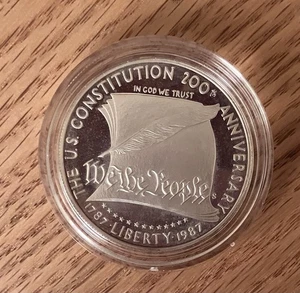 THE U.S. CONSTITUTION 200TH ANNIVERSARY
IN GOD WE TRUST
We the People
1787 · LIBERTY · 1987